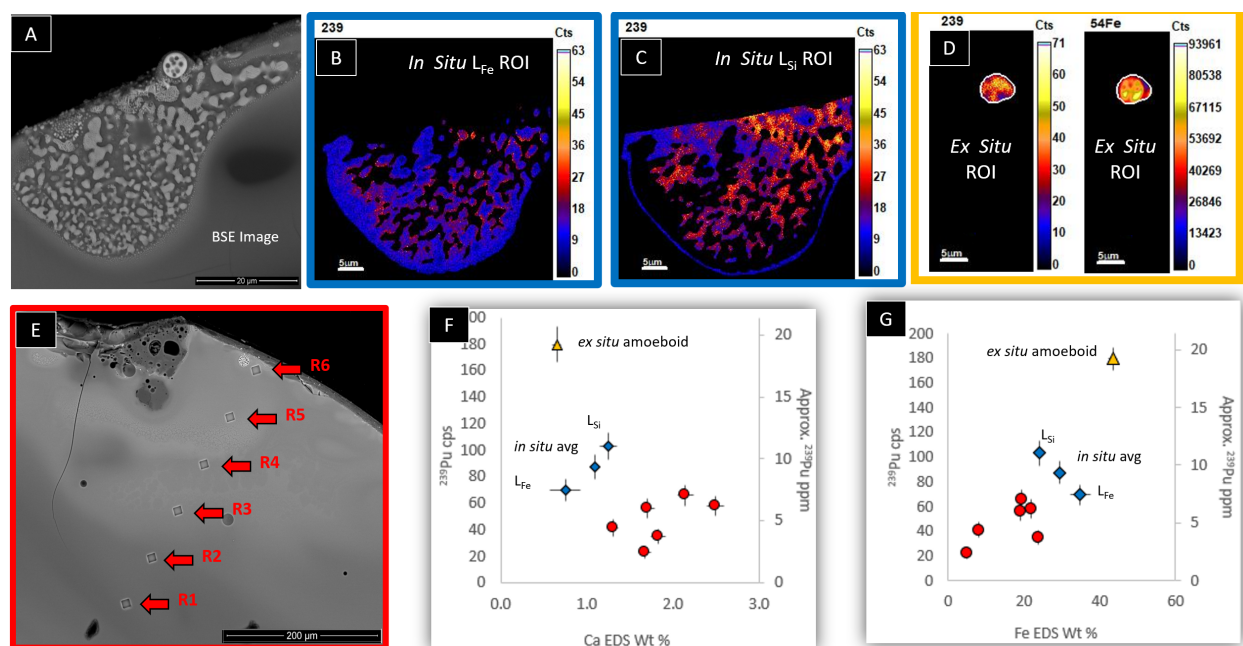 A
BSE Image
20 µm
239
Cts
B
In Situ LFe ROI
63
54
45
36
27
18
9
0
5µm
239
Cts
C
In Situ LSi ROI
63
54
45
36
27
18
9
0
5µm
D
239
Cts
71
60
50
40
30
20
10
0
Ex Situ
ROI
5µm
54Fe
Cts
93961
80538
67115
53692
40269
26846
13423
0
Ex Situ
ROI
5µm
E
R6
R5
R4
R3
R2
R1
200 µm
F
200
180
160
140
120
100
80
60
40
20
0
239Pu cps
ex situ amoeboid
LSi
in situ avg
LFe
20
15
10
5
0
Approx. 239Pu ppm
0.0 1.0 2.0 3.0
Ca EDS Wt %
G
200
180
160
140
120
100
80
60
40
20
0
239Pu cps
ex situ amoeboid
LSi
in situ avg
LFe
20
15
10
5
0
Approx. 239Pu ppm
0 20 40 60
Fe EDS Wt %